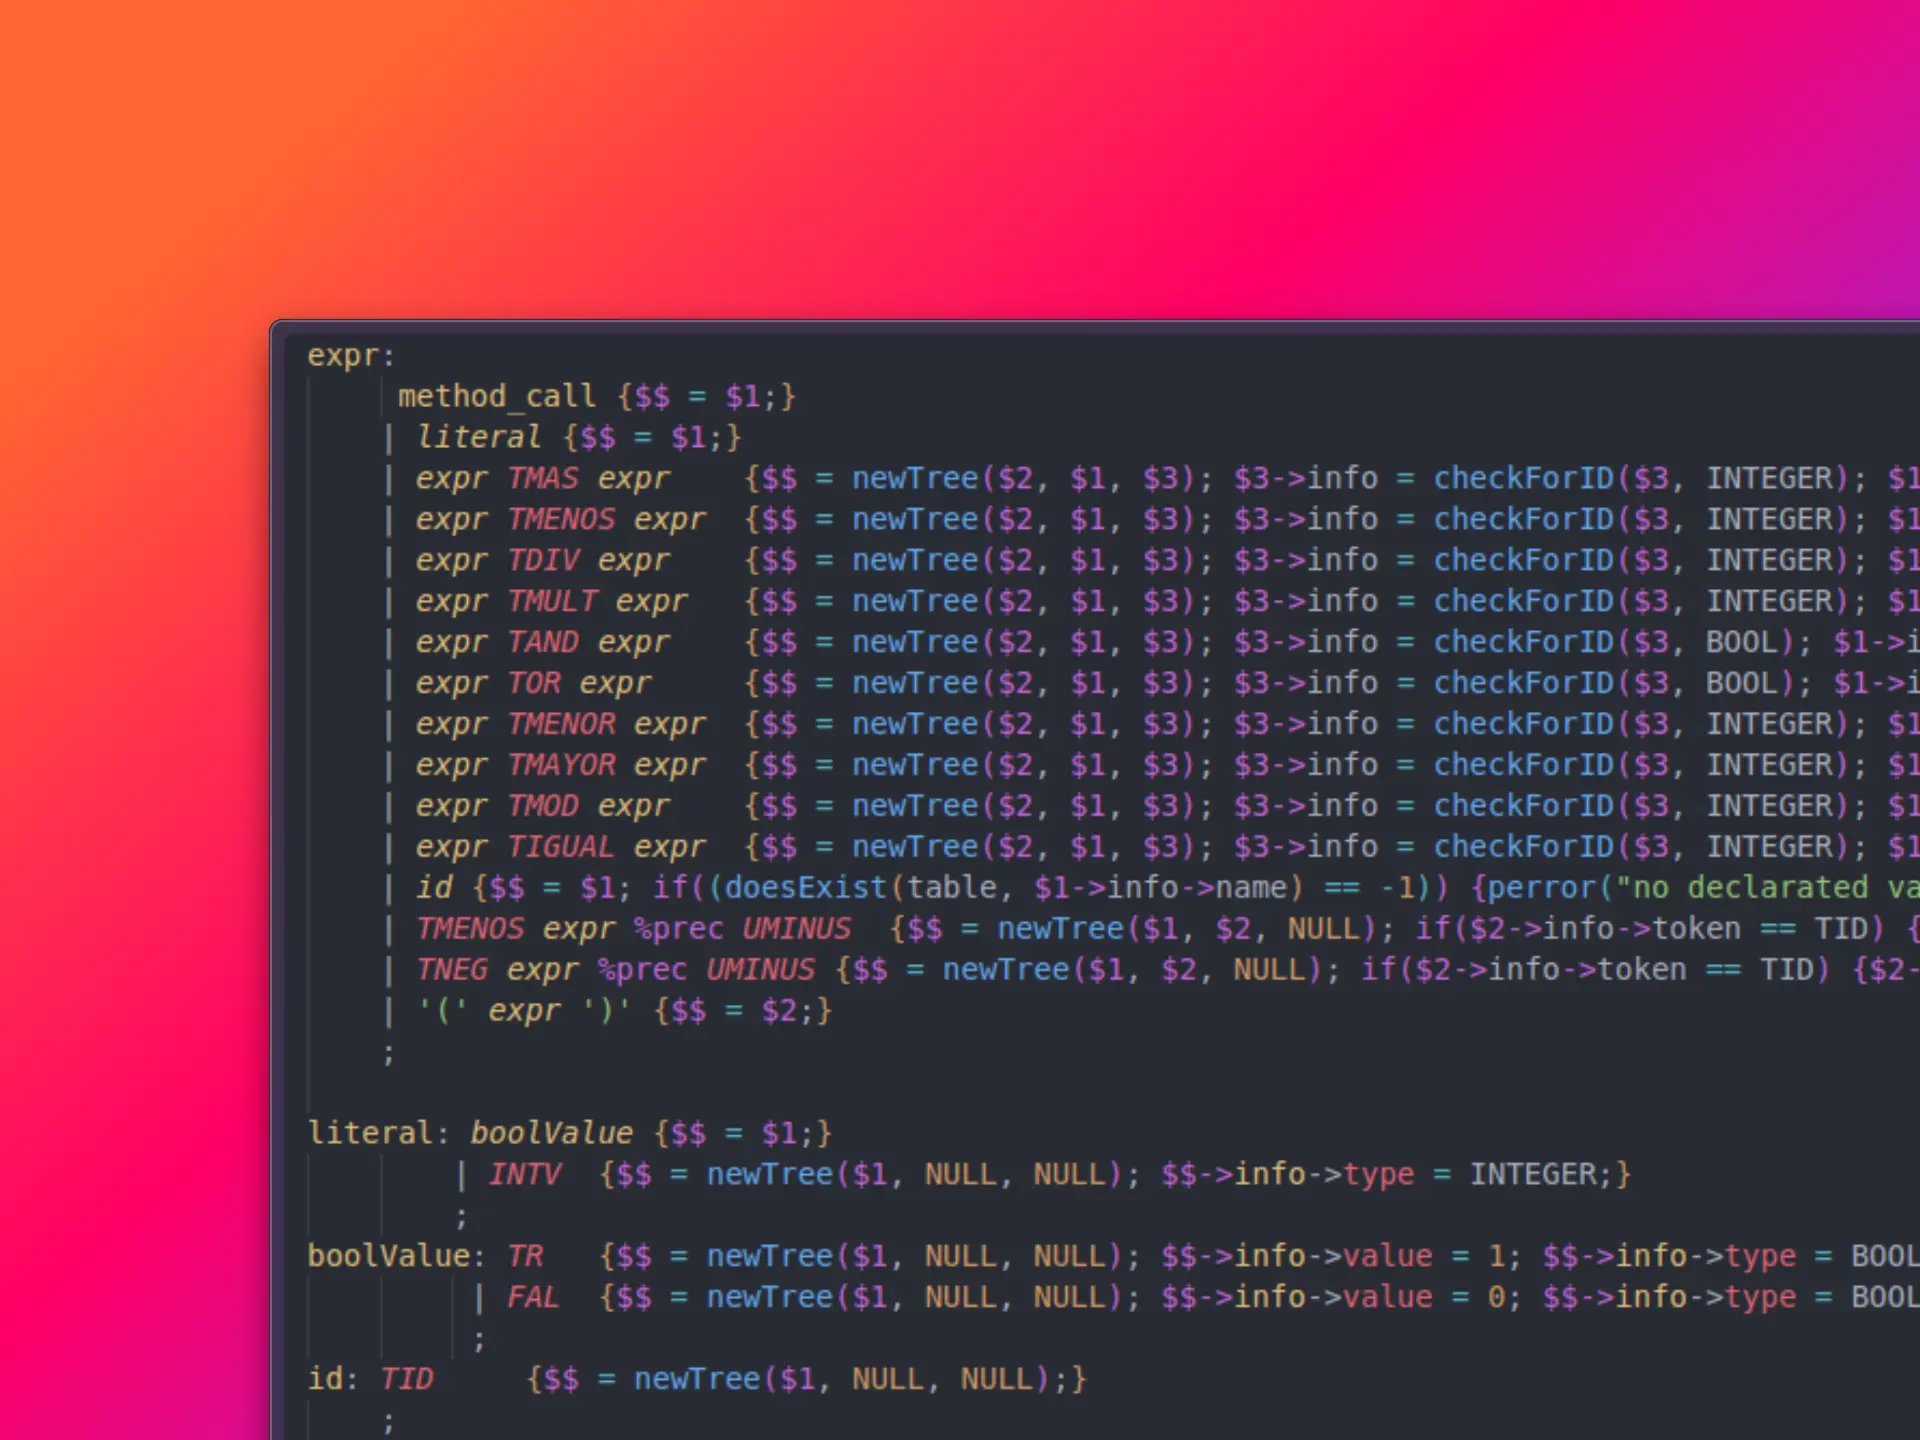 expr:
method_call {$$ = $1;}
| literal {$$ = $1;}
| expr TMAS expr {$$ = newTree($2, $1, $3); $3->info = checkForID($3, INTEGER); $1
| expr TMENOS expr {$$ = newTree($2, $1, $3); $3->info = checkForID($3, INTEGER); $1
| expr TDIV expr {$$ = newTree($2, $1, $3); $3->info = checkForID($3, INTEGER); $1
| expr TMULT expr {$$ = newTree($2, $1, $3); $3->info = checkForID($3, INTEGER); $1
| expr TAND expr {$$ = newTree($2, $1, $3); $3->info = checkForID($3, BOOL); $1->i
| expr TOR expr {$$ = newTree($2, $1, $3); $3->info = checkForID($3, BOOL); $1->i
| expr TMENOR expr {$$ = newTree($2, $1, $3); $3->info = checkForID($3, INTEGER); $1
| expr TMAYOR expr {$$ = newTree($2, $1, $3); $3->info = checkForID($3, INTEGER); $1
| expr TMOD expr {$$ = newTree($2, $1, $3); $3->info = checkForID($3, INTEGER); $1
| expr TIGUAL expr {$$ = newTree($2, $1, $3); $3->info = checkForID($3, INTEGER); $1
| id {$$ = $1; if((doesExist(table, $1->info->name) == -1)) {perror("no declarated va
| TMENOS expr %prec UMINUS {$$ = newTree($1, $2, NULL); if($2->info->token == TID) {
| TNEG expr %prec UMINUS {$$ = newTree($1, $2, NULL); if($2->info->token == TID) {$2-
| '(' expr ')' {$$ = $2;}
;
literal: boolValue {$$ = $1;}
| INTV {$$ = newTree($1, NULL, NULL); $$->info->type = INTEGER;}
;
boolValue: TR {$$ = newTree($1, NULL, NULL); $$->info->value = 1; $$->info->type = BOOL
| FAL {$$ = newTree($1, NULL, NULL); $$->info->value = 0; $$->info->type = BOOL
;
id: TID {$$ = newTree($1, NULL, NULL);}
;